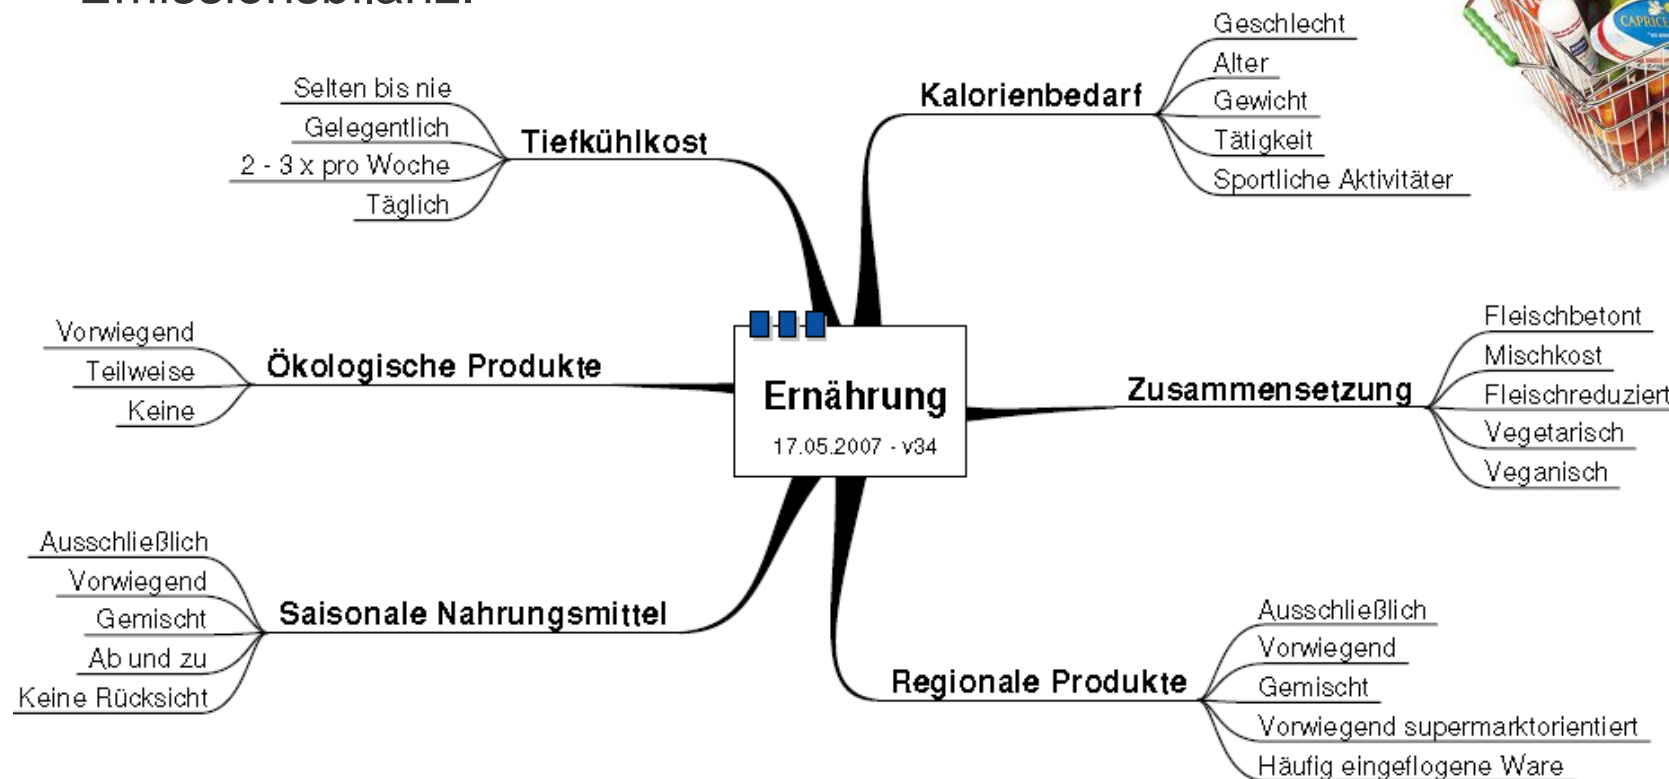 Emissionsbilanz:
Ernährung
17.05.2007 - v34
Kalorienbedarf
Geschlecht
Alter
Gewicht
Tätigkeit
Sportliche Aktivitäter
Zusammensetzung
Fleischbetont
Mischkost
Fleischreduziert
Vegetarisch
Veganisch
Regionale Produkte
Ausschließlich
Vorwiegend
Gemischt
Vorwiegend supermarktorientiert
Häufig eingeflogene Ware
Saisonale Nahrungsmittel
Ausschließlich
Vorwiegend
Gemischt
Ab und zu
Keine Rücksicht
Ökologische Produkte
Vorwiegend
Teilweise
Keine
Tiefkühlkost
Selten bis nie
Gelegentlich
2 - 3 x pro Woche
Täglich